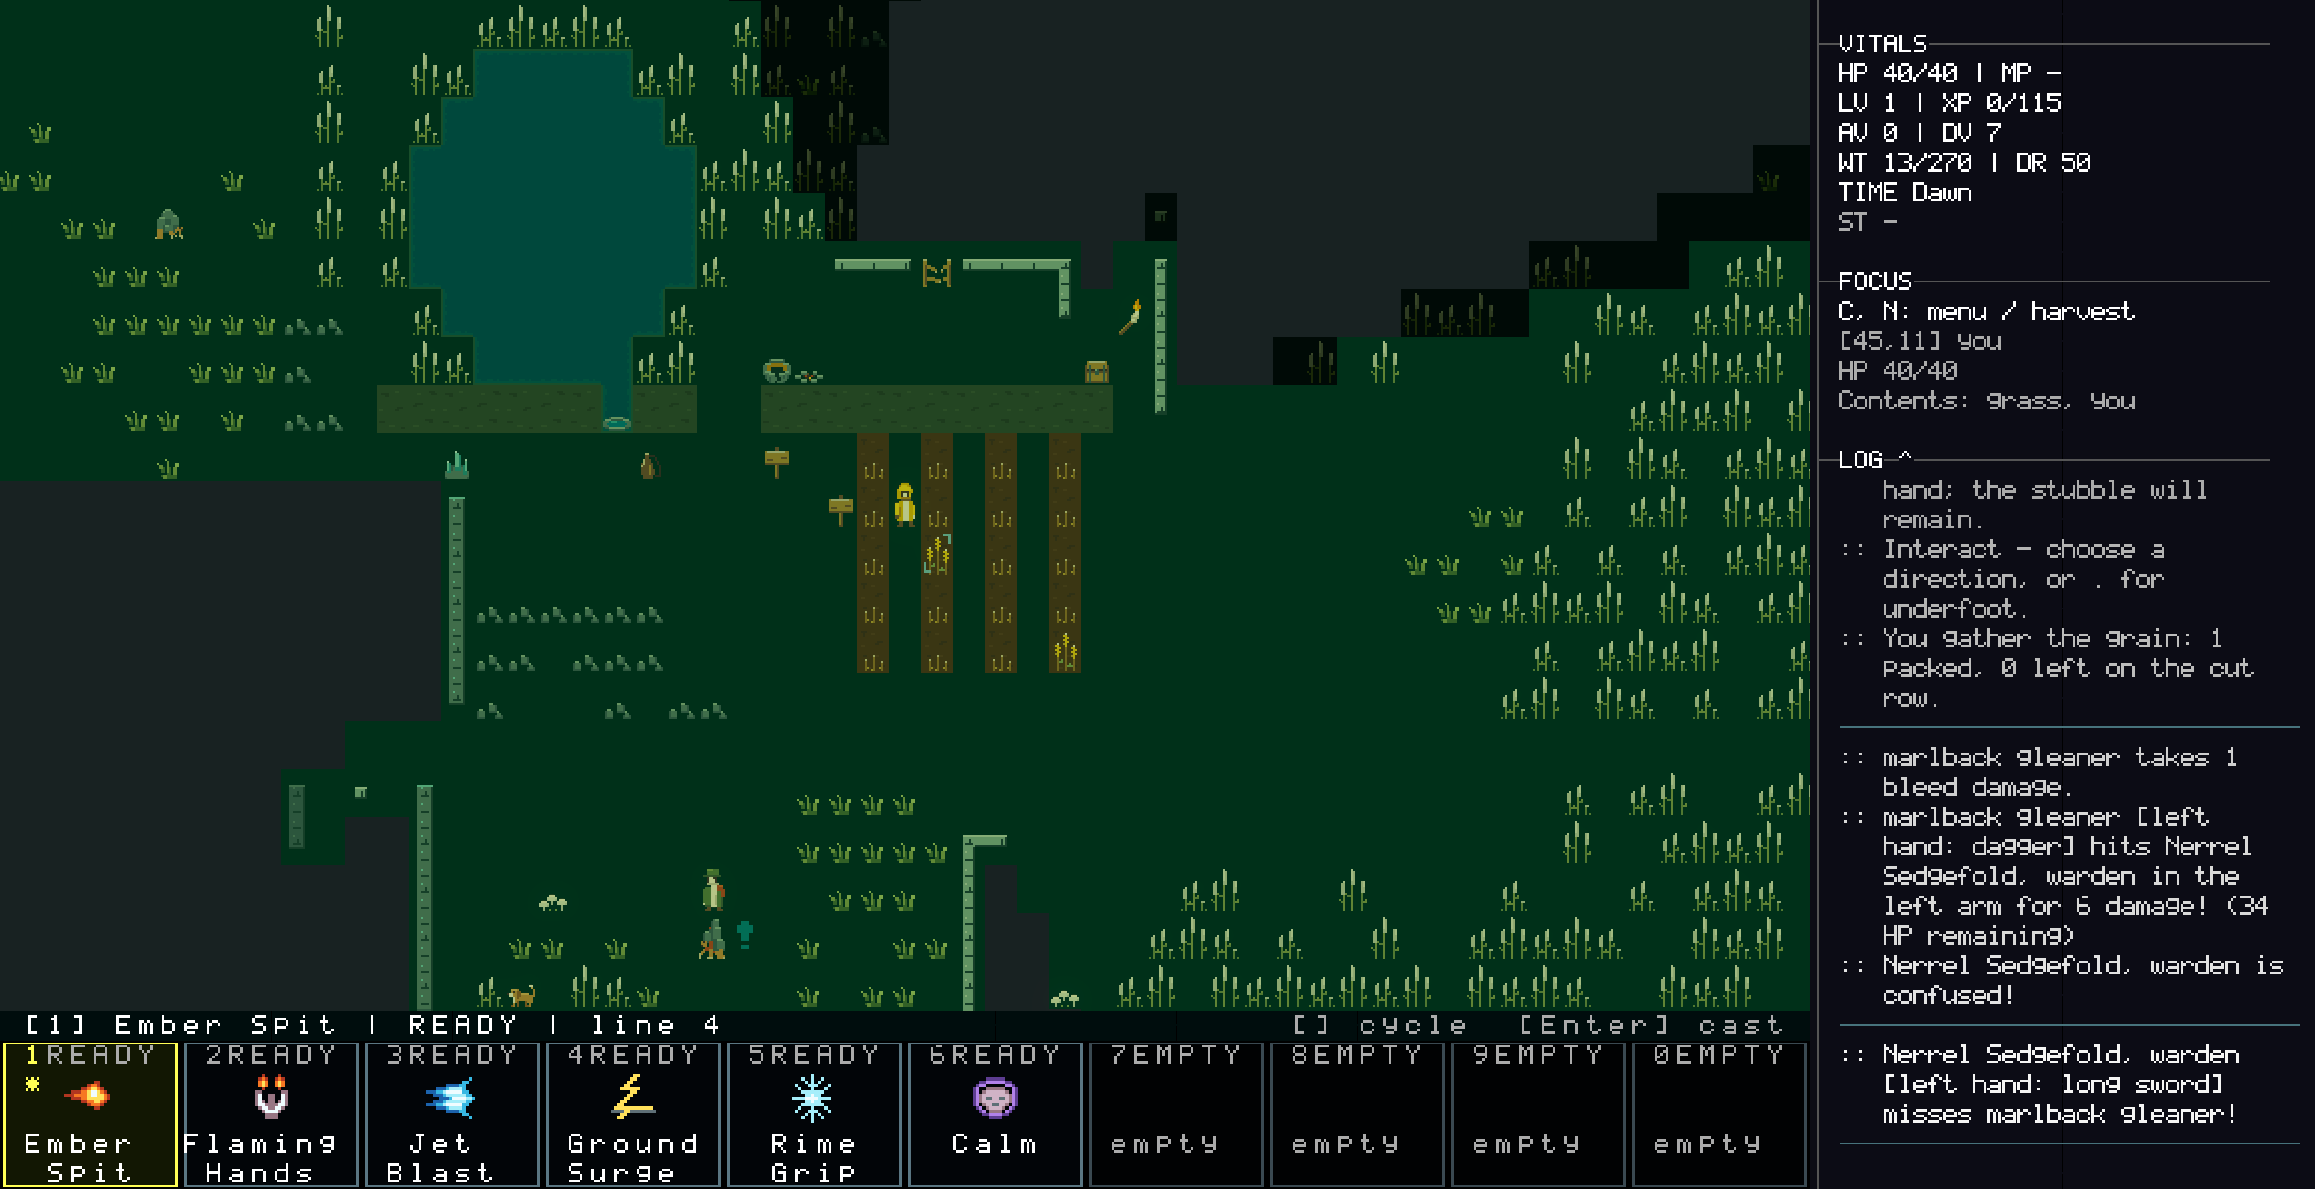 VITALS
HP 40/40 | MP -
LV 1 | XP 0/115
AV 0 | DV 7
WT 13/270 | DR 50
TIME Dawn
ST -
FOCUS
C, N: menu / harvest
[45,11] you
HP 40/40
Contents: grass, You
LOG ^
hand; the stubble will
remain.
:: Interact - choose a
direction, or . for
underfoot.
:: You gather the grain: 1
packed, 0 left on the cut
row.
:: marlback gleaner takes 1
bleed damage.
:: marlback gleaner [left
hand: dagger] hits Nerrel
Sedgefold, warden in the
left arm for 6 damage! (34
HP remaining)
:: Nerrel Sedgefold, warden is
confused!
:: Nerrel Sedgefold, warden
[left hand: long sword]
misses marlback gleaner!
[1] Ember Spit | READY | line 4
[] cycle [Enter] cast
1READY
*
Ember
Spit
2READY
Flaming
Hands
3READY
Jet
Blast
4READY
Ground
Surge
5READY
Rime
Grip
6READY
Calm
7EMPTY
empty
8EMPTY
empty
9EMPTY
empty
0EMPTY
empty